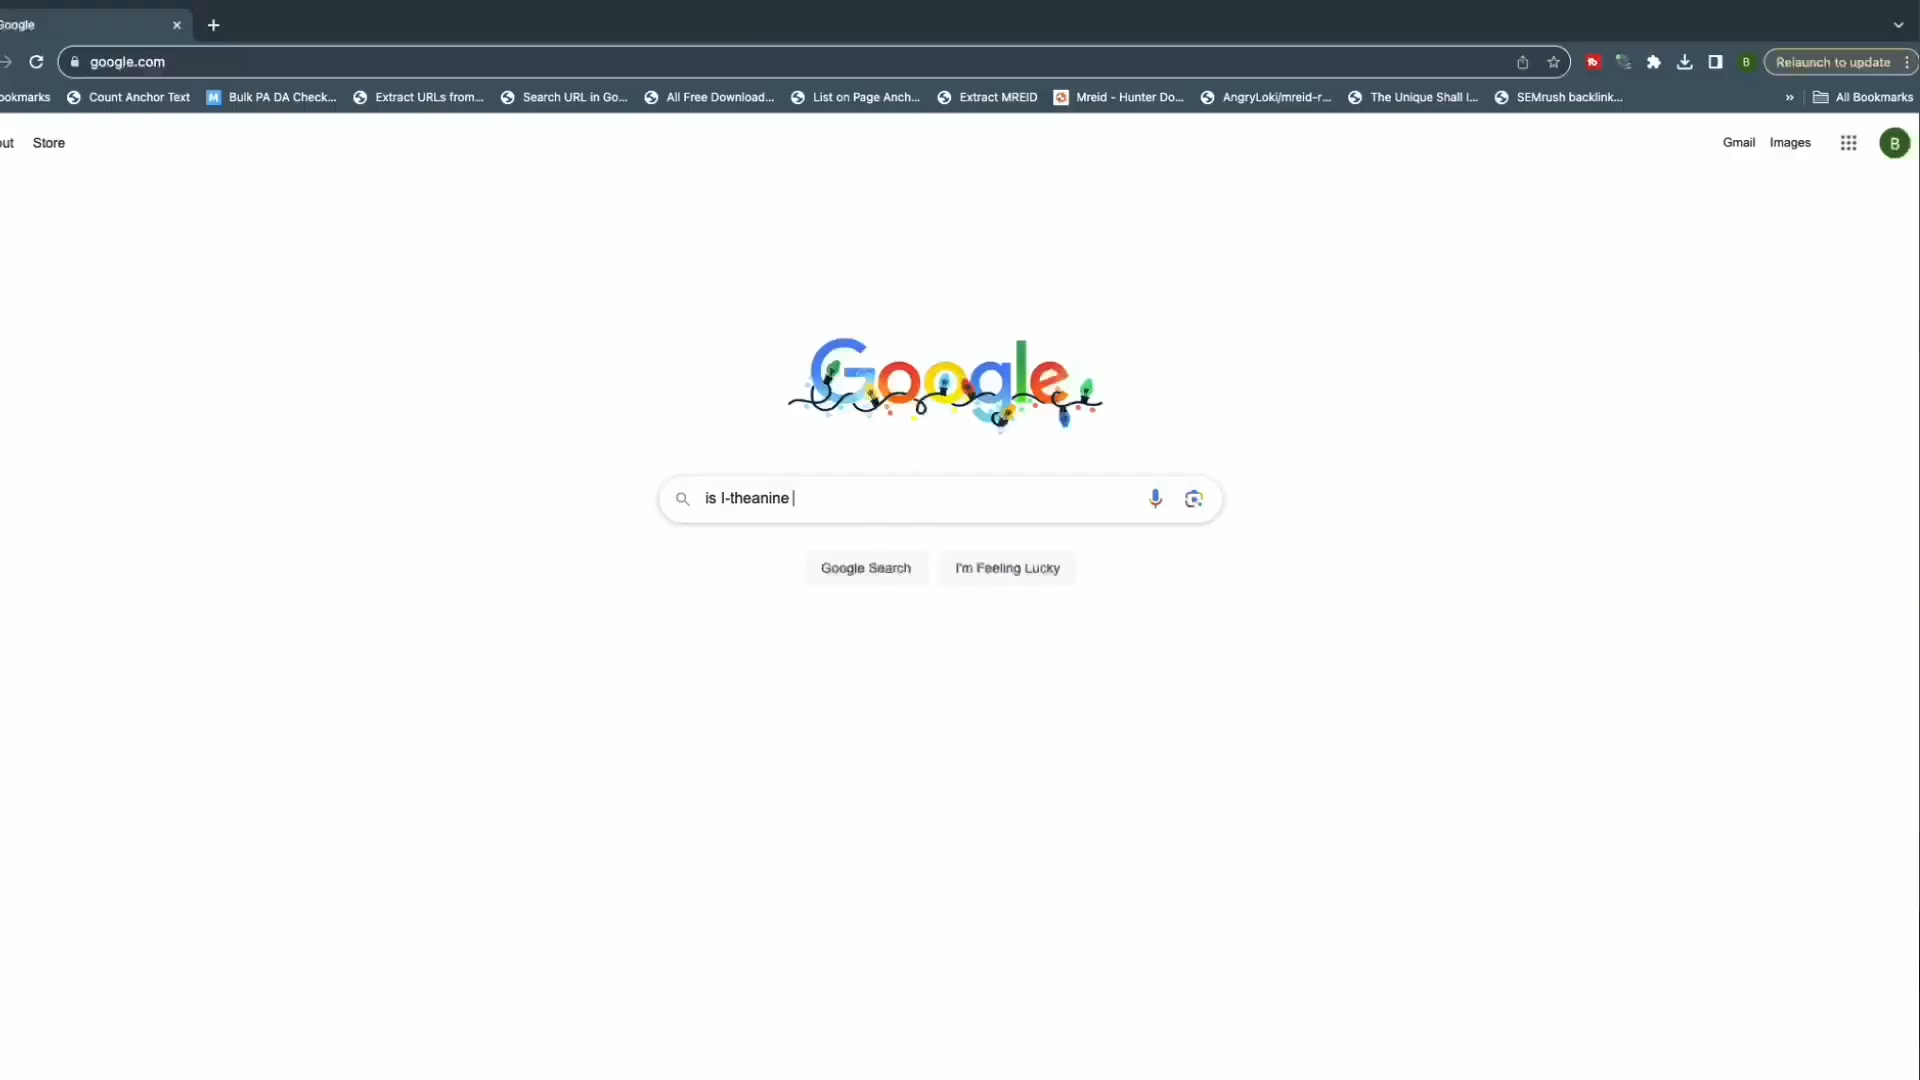 Google
google.com
Relaunch to update
ookmarks Count Anchor Text Bulk PA DA Check... Extract URLs from... Search URL in Go... All Free Download... List on Page Anch... Extract MREID Mreid - Hunter Do... AngryLoki/mreid-r... The Unique Shall I... SEMrush backlink... » All Bookmarks
out Store Gmail Images B
Google
is l-theanine
Google Search I'm Feeling Lucky